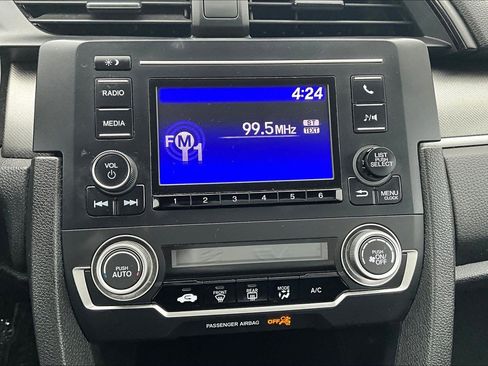 4:24
RADIO
99.5MHz
ST
TEXT
MEDIA
FM1
VOL
LIST
PUSH
SELECT
1 2 3 4 5 6
MENU
CLOCK
PUSH
AUTO
PUSH
ON/
OFF
FRONT
REAR
MODE
A/C
PASSENGER AIRBAG OFF